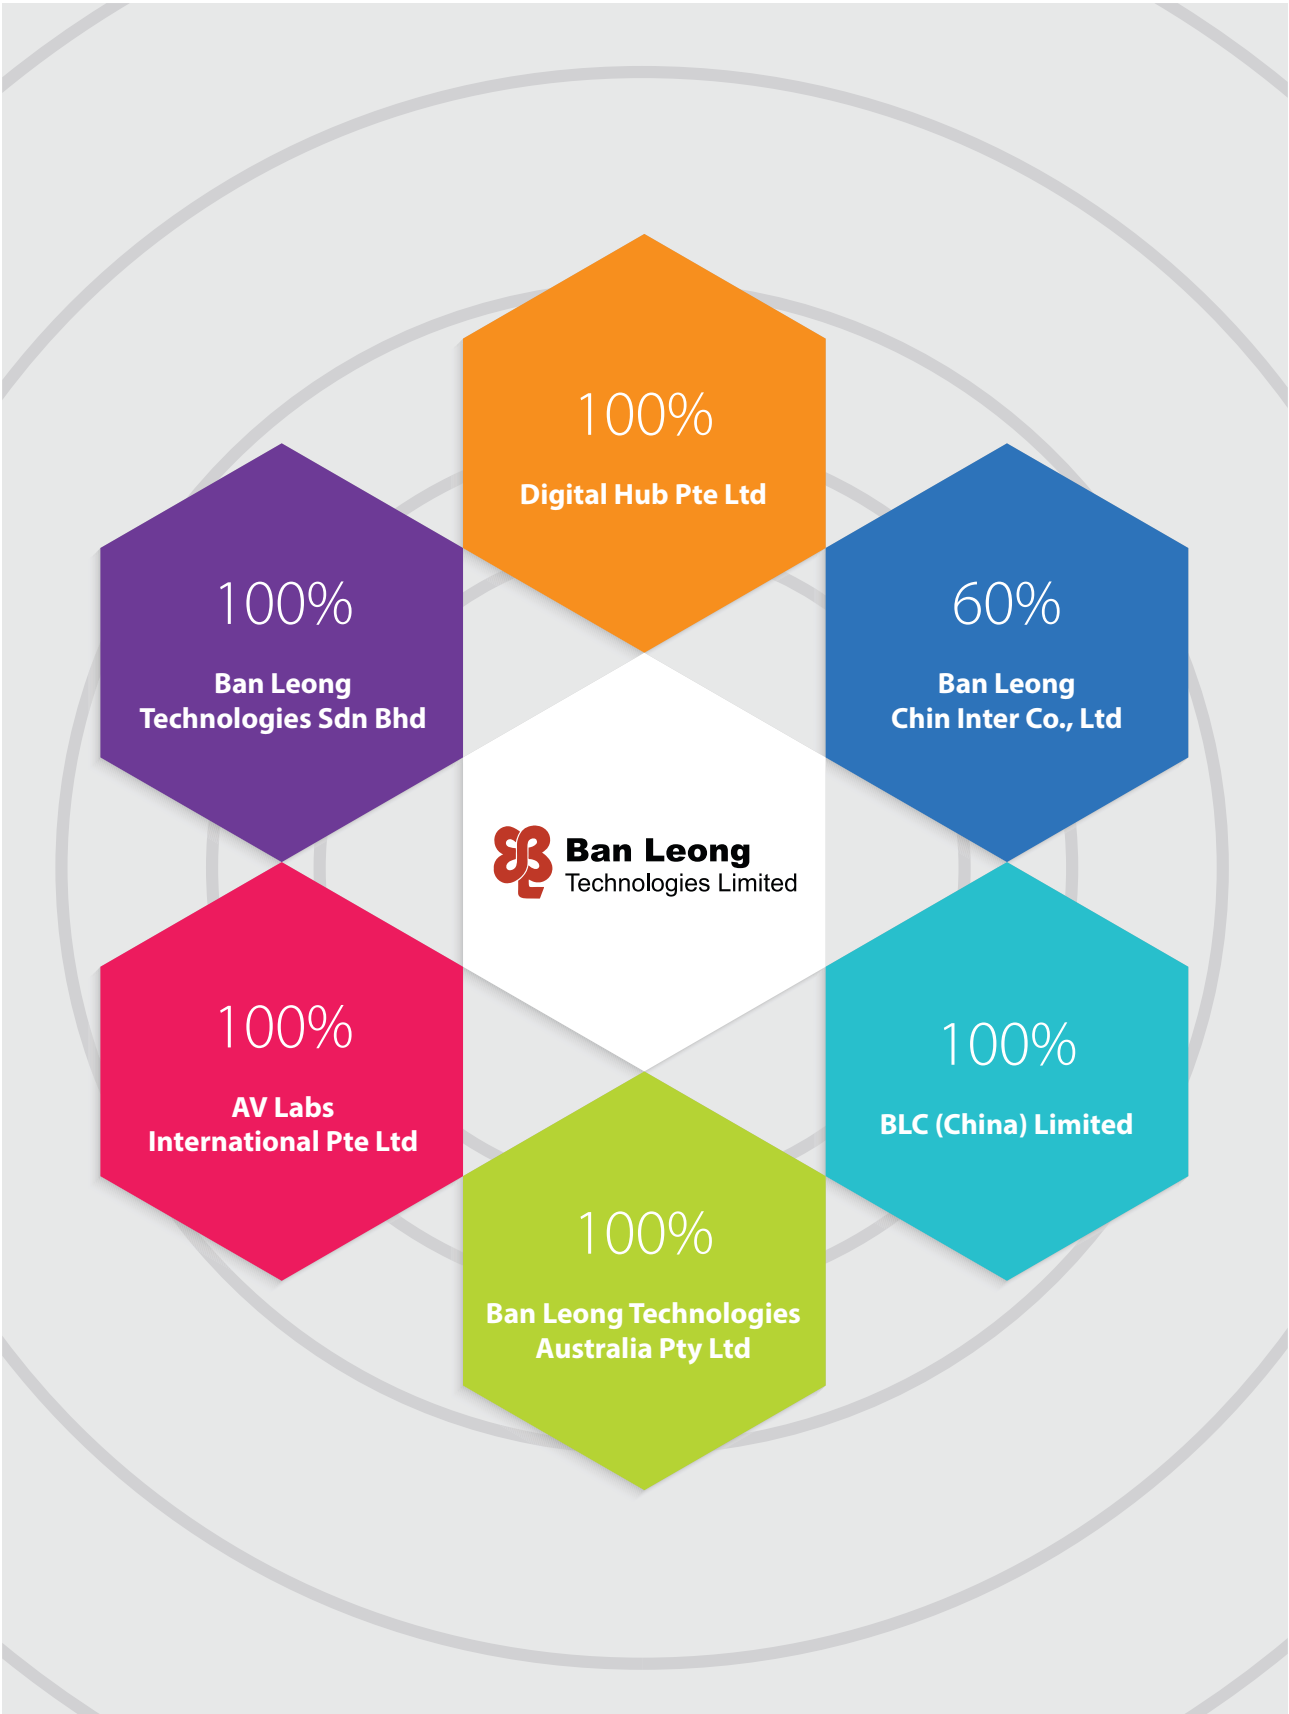 100%
Digital Hub Pte Ltd
100%
Ban Leong
Technologies Sdn Bhd
60%
Ban Leong
Chin Inter Co., Ltd
Ban Leong
Technologies Limited
100%
AV Labs
International Pte Ltd
100%
BLC (China) Limited
100%
Ban Leong Technologies
Australia Pty Ltd